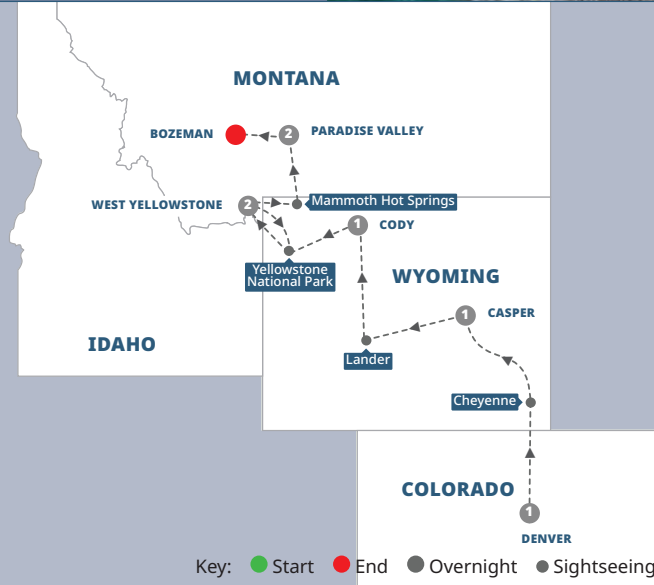 MONTANA
BOZEMAN
2
PARADISE VALLEY
WEST YELLOWSTONE
2
Mammoth Hot Springs
1
CODY
Yellowstone
National Park
WYOMING
1
CASPER
IDAHO
Lander
Cheyenne
COLORADO
1
DENVER
Key:
Start
End
Overnight
Sightseeing